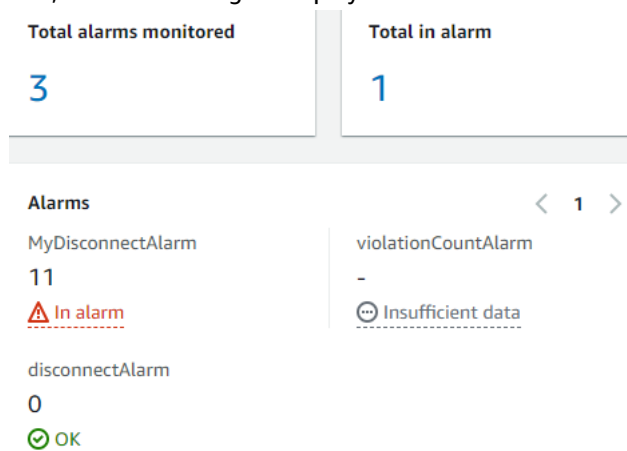 Total alarms monitored
3
Total in alarm
1
Alarms
1
MyDisconnectAlarm
11
In alarm
violationCountAlarm
-
Insufficient data
disconnectAlarm
0
OK